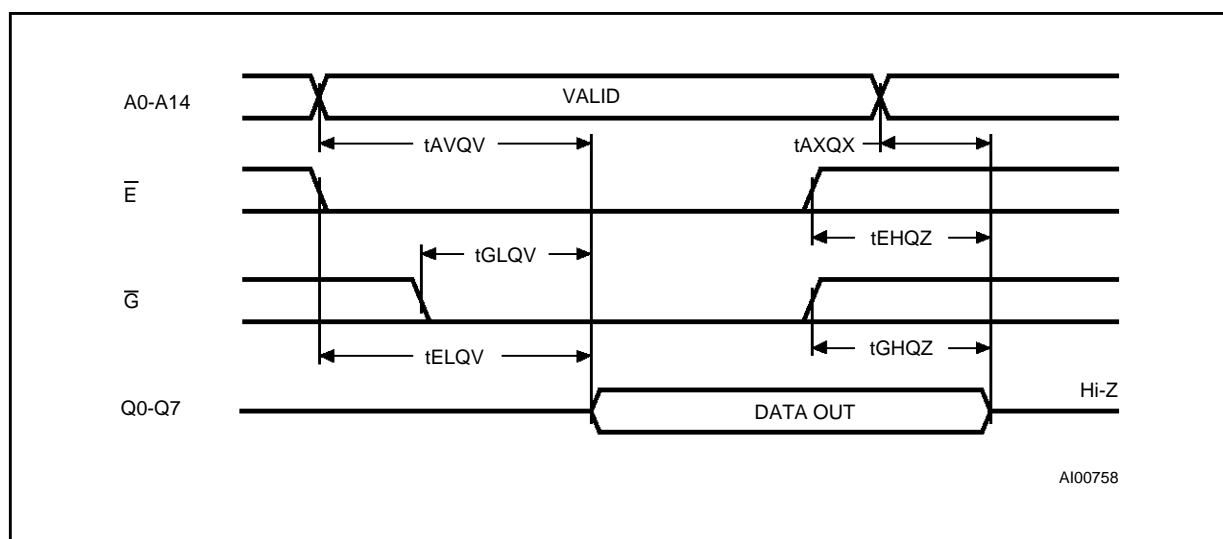 A0-A14
VALID
tAVQV
tAXQX
E̅
tEHQZ
tGLQV
G̅
tELQV
tGHQZ
Q0-Q7
DATA OUT
Hi-Z
AI00758